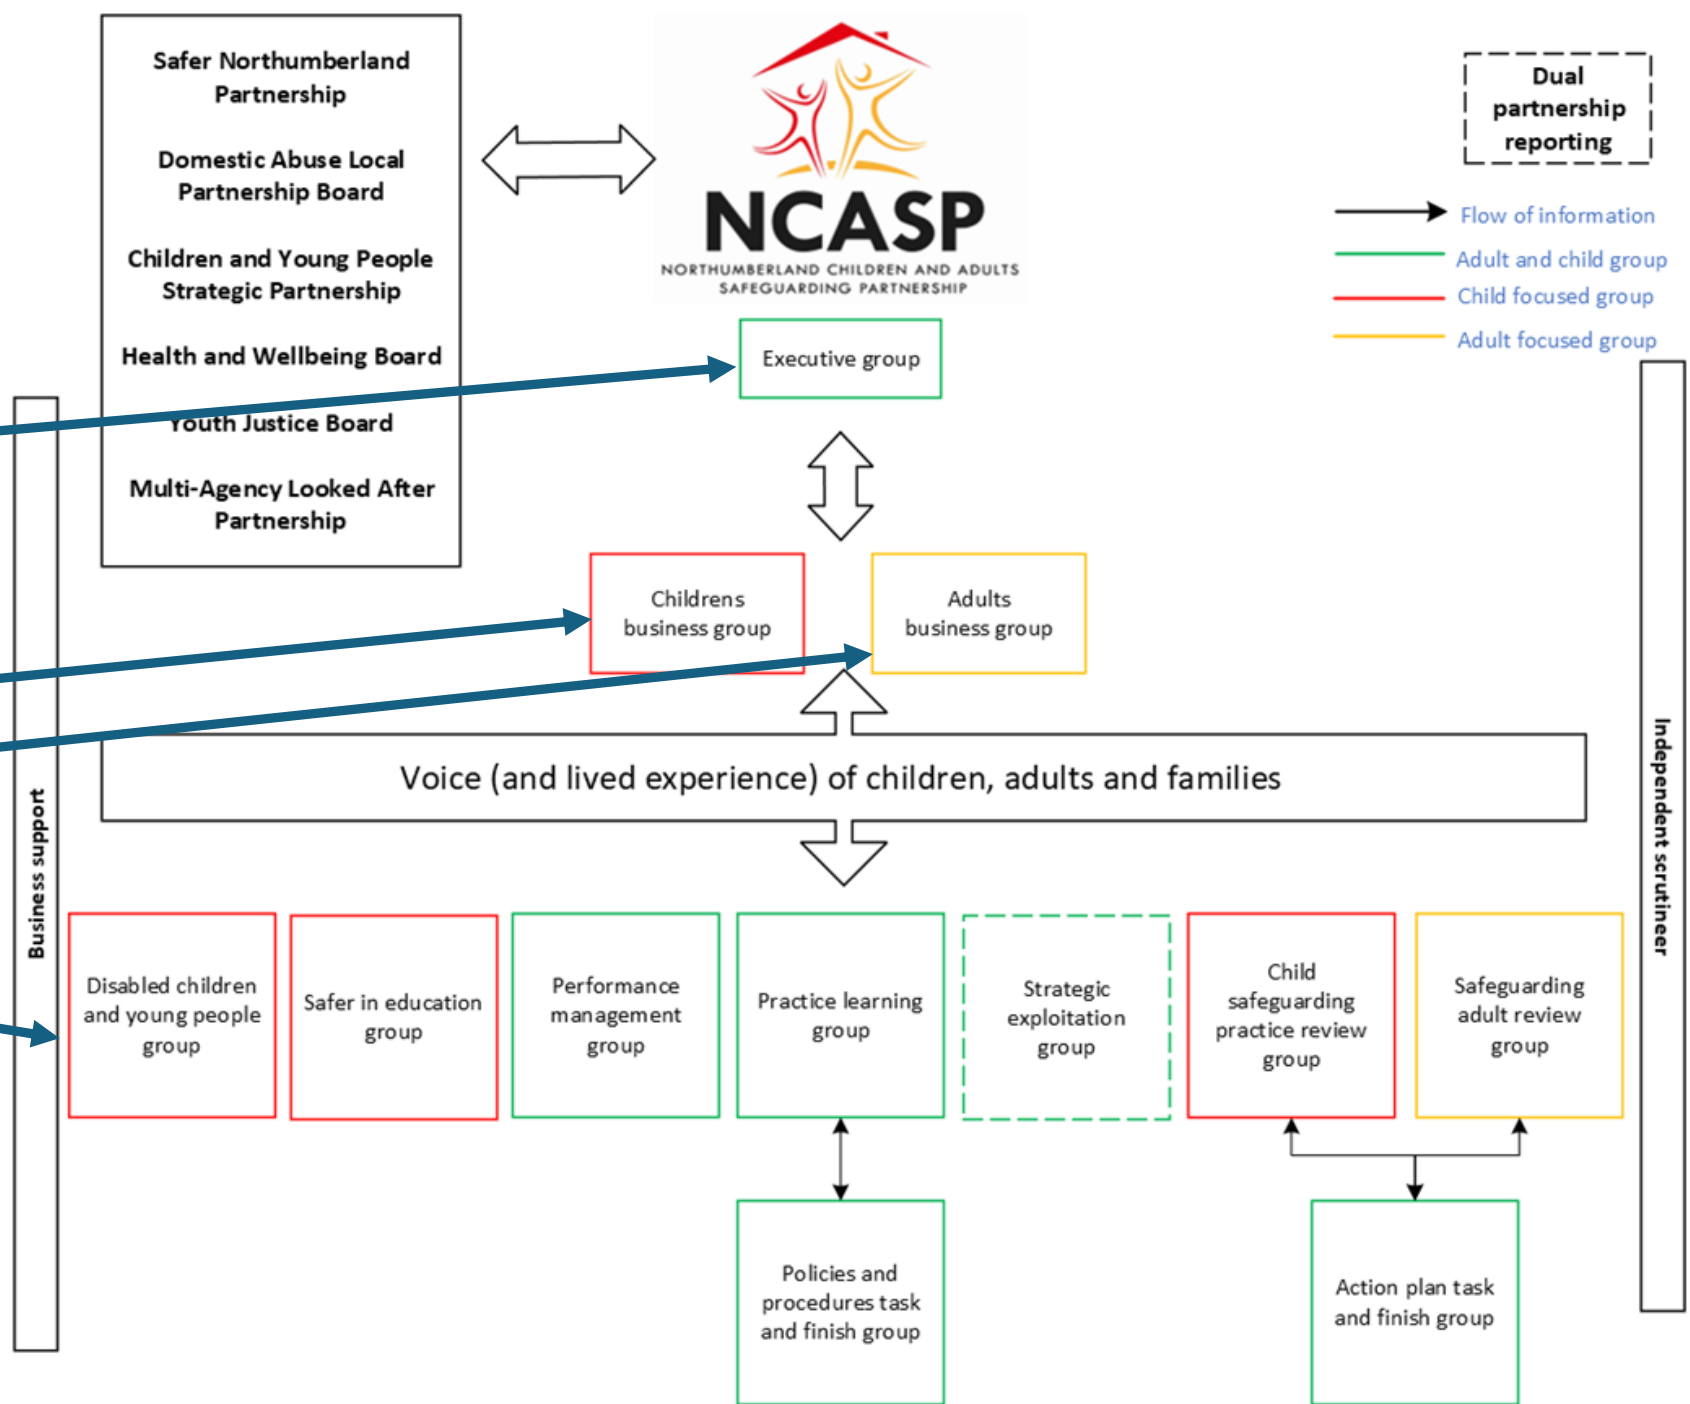 Safer Northumberland
Partnership
Domestic Abuse Local
Partnership Board
Children and Young People
Strategic Partnership
Health and Wellbeing Board
Youth Justice Board
Multi-Agency Looked After
Partnership
NCASP
NORTHUMBERLAND CHILDREN AND ADULTS
SAFEGUARDING PARTNERSHIP
Dual
partnership
reporting
Flow of information
Adult and child group
Child focused group
Adult focused group
Executive group
Childrens
business group
Adults
business group
Voice (and lived experience) of children, adults and families
Business support
Independent scrutineer
Disabled children
and young people
group
Safer in education
group
Performance
management
group
Practice learning
group
Strategic
exploitation
group
Child
safeguarding
practice review
group
Safeguarding
adult review
group
Policies and
procedures task
and finish group
Action plan task
and finish group